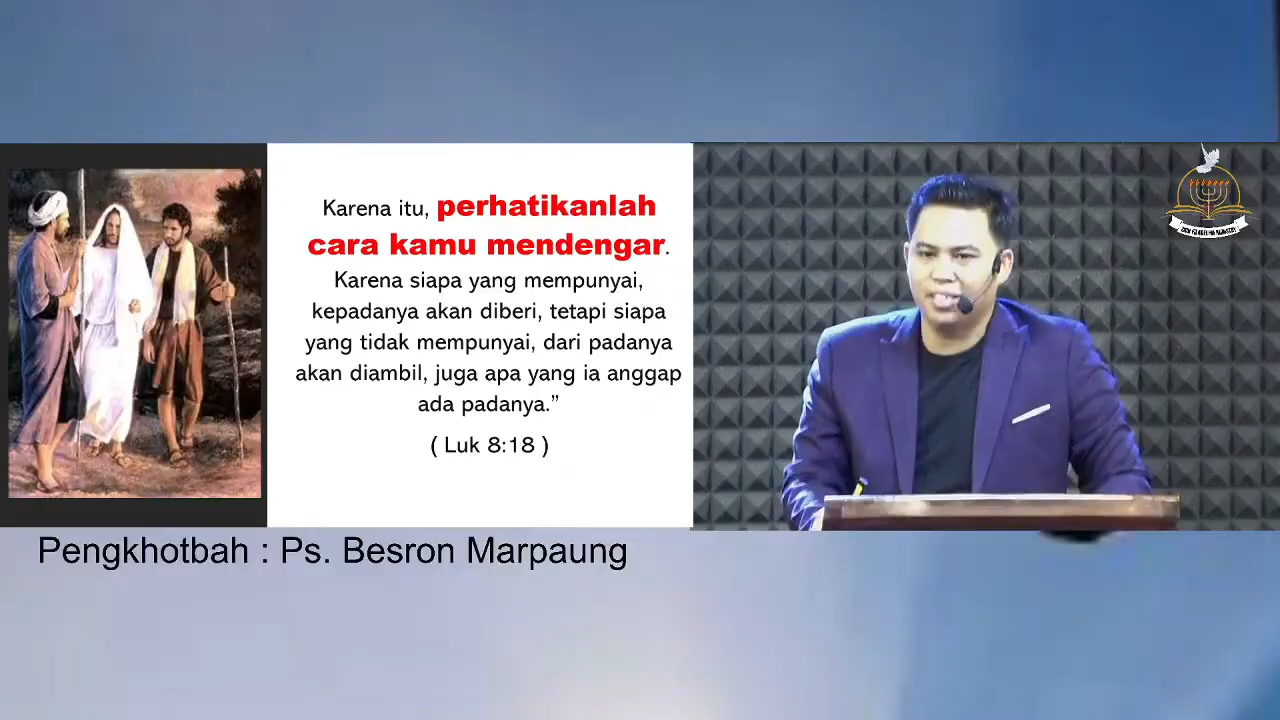 Karena itu, perhatikanlah
cara kamu mendengar.
Karena siapa yang mempunyai,
kepadanya akan diberi, tetapi siapa
yang tidak mempunyai, dari padanya
akan diambil, juga apa yang ia anggap
ada padanya.”
( Luk 8:18 )
Pengkhotbah : Ps. Besron Marpaung